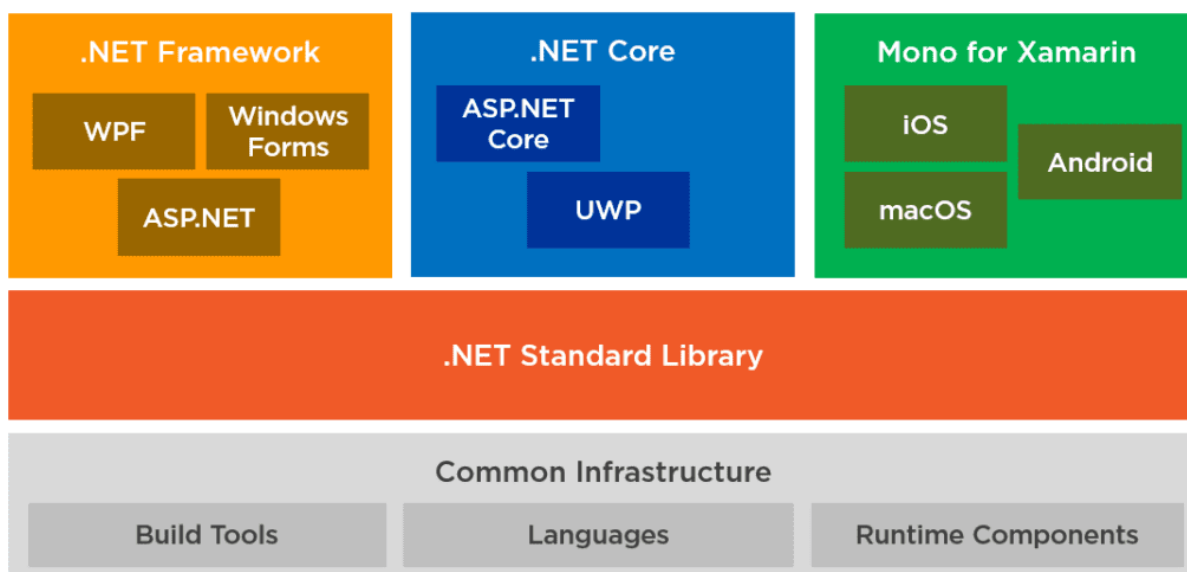 .NET Framework
WPF
Windows
Forms
ASP.NET
.NET Core
ASP.NET
Core
UWP
Mono for Xamarin
iOS
Android
macOS
.NET Standard Library
Common Infrastructure
Build Tools
Languages
Runtime Components